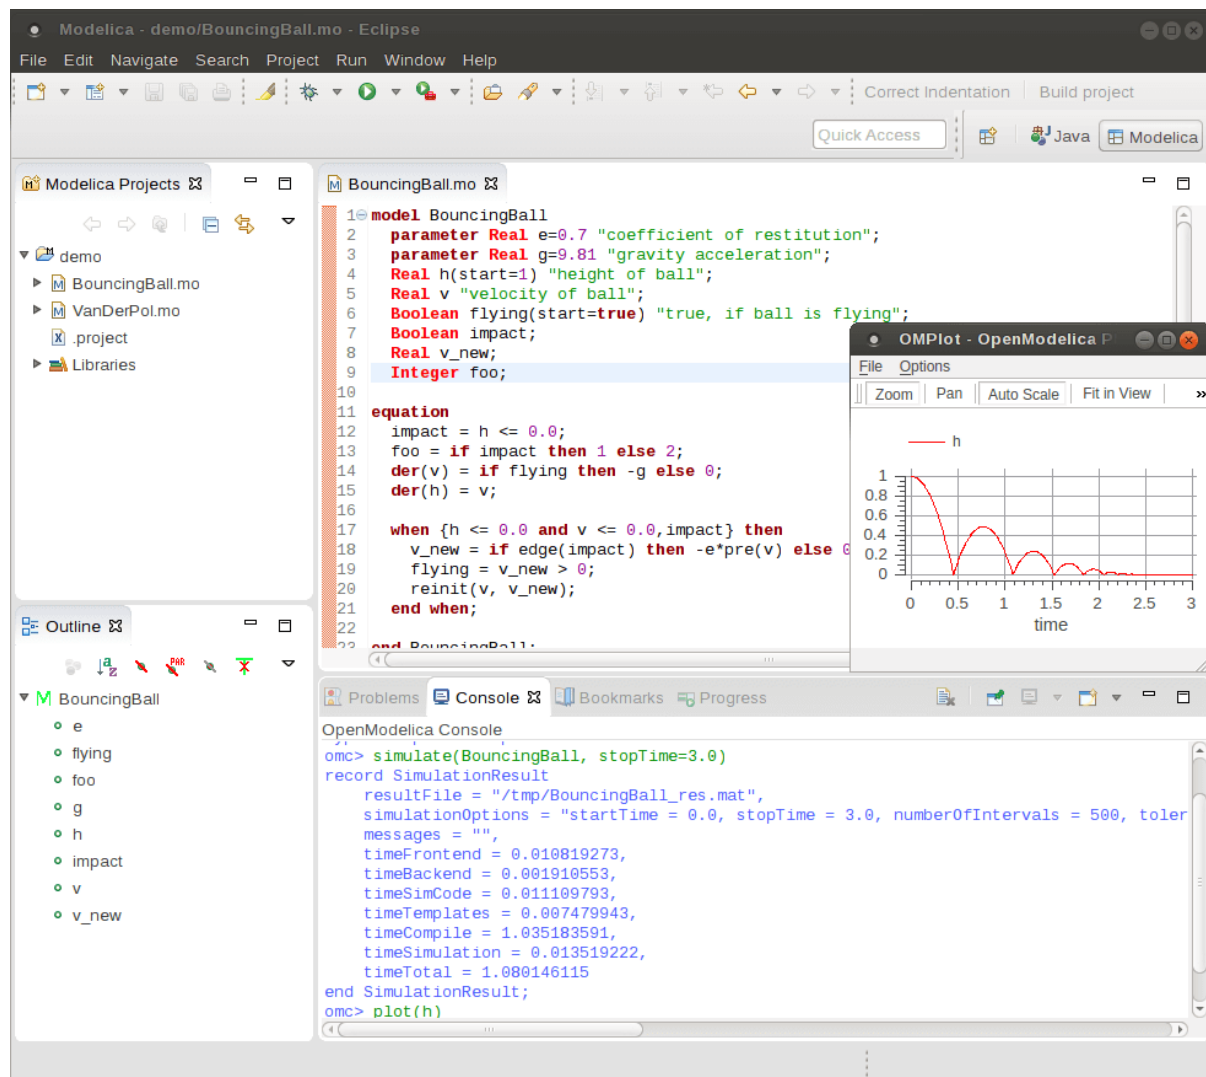 Modelica - demo/BouncingBall.mo - Eclipse
File Edit Navigate Search Project Run Window Help
Correct Indentation Build project
Quick Access Java Modelica
Modelica Projects
demo
BouncingBall.mo
VanDerPol.mo
.project
Libraries
BouncingBall.mo
1 model BouncingBall
2 parameter Real e=0.7 "coefficient of restitution";
3 parameter Real g=9.81 "gravity acceleration";
4 Real h(start=1) "height of ball";
5 Real v "velocity of ball";
6 Boolean flying(start=true) "true, if ball is flying";
7 Boolean impact;
8 Real v_new;
9 Integer foo;
10
11 equation
12 impact = h <= 0.0;
13 foo = if impact then 1 else 2;
14 der(v) = if flying then -g else 0;
15 der(h) = v;
16
17 when {h <= 0.0 and v <= 0.0,impact} then
18 v_new = if edge(impact) then -e*pre(v) else 0
19 flying = v_new > 0;
20 reinit(v, v_new);
21 end when;
22
23 end BouncingBall;
OMPlot - OpenModelica P
File Options
Zoom Pan Auto Scale Fit in View »
h
1
0.8
0.6
0.4
0.2
0
0 0.5 1 1.5 2 2.5 3
time
Outline
BouncingBall
e
flying
foo
g
h
impact
v
v_new
Problems Console Bookmarks Progress
OpenModelica Console
omc> simulate(BouncingBall, stopTime=3.0)
record SimulationResult
resultFile = "/tmp/BouncingBall_res.mat",
simulationOptions = "startTime = 0.0, stopTime = 3.0, numberOfIntervals = 500, toler
messages = "",
timeFrontend = 0.010819273,
timeBackend = 0.001910553,
timeSimCode = 0.011109793,
timeTemplates = 0.007479943,
timeCompile = 1.035183591,
timeSimulation = 0.013519222,
timeTotal = 1.080146115
end SimulationResult;
omc> plot(h)